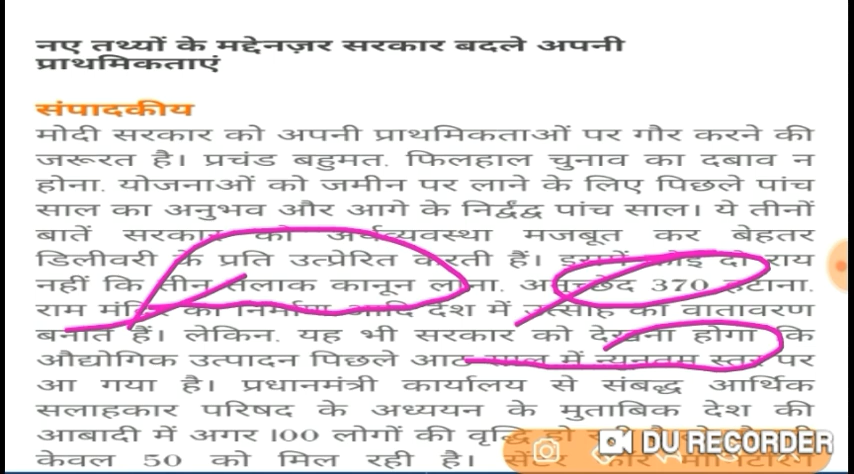 नए तथ्यों के मद्देनज़र सरकार बदले अपनी
प्राथमिकताएं
संपादकीय
मोदी सरकार को अपनी प्राथमिकताओं पर गौर करने की
जरूरत है। प्रचंड बहुमत. फिलहाल चुनाव का दबाव न
होना. योजनाओं को जमीन पर लाने के लिए पिछले पांच
साल का अनुभव और आगे के निर्द्वंद्व पांच साल। ये तीनों
बातें सरकार को अर्थव्यवस्था मजबूत कर बेहतर
डिलीवरी के प्रति उत्प्रेरित करती हैं। इसमें कोई दो राय
नहीं कि तीन तलाक कानून लाना. अनुच्छेद 370 हटाना.
राम मंदिर का निर्माण आदि देश में उत्साह का वातावरण
बनाते हैं। लेकिन. यह भी सरकार को देखना होगा कि
औद्योगिक उत्पादन पिछले आठ साल में न्यूनतम स्तर पर
आ गया है। प्रधानमंत्री कार्यालय से संबद्ध आर्थिक
सलाहकार परिषद के अध्ययन के मुताबिक देश की
आबादी में अगर 100 लोगों की वृद्धि हो
केवल 50 को मिल रही है।
DU RECORDER